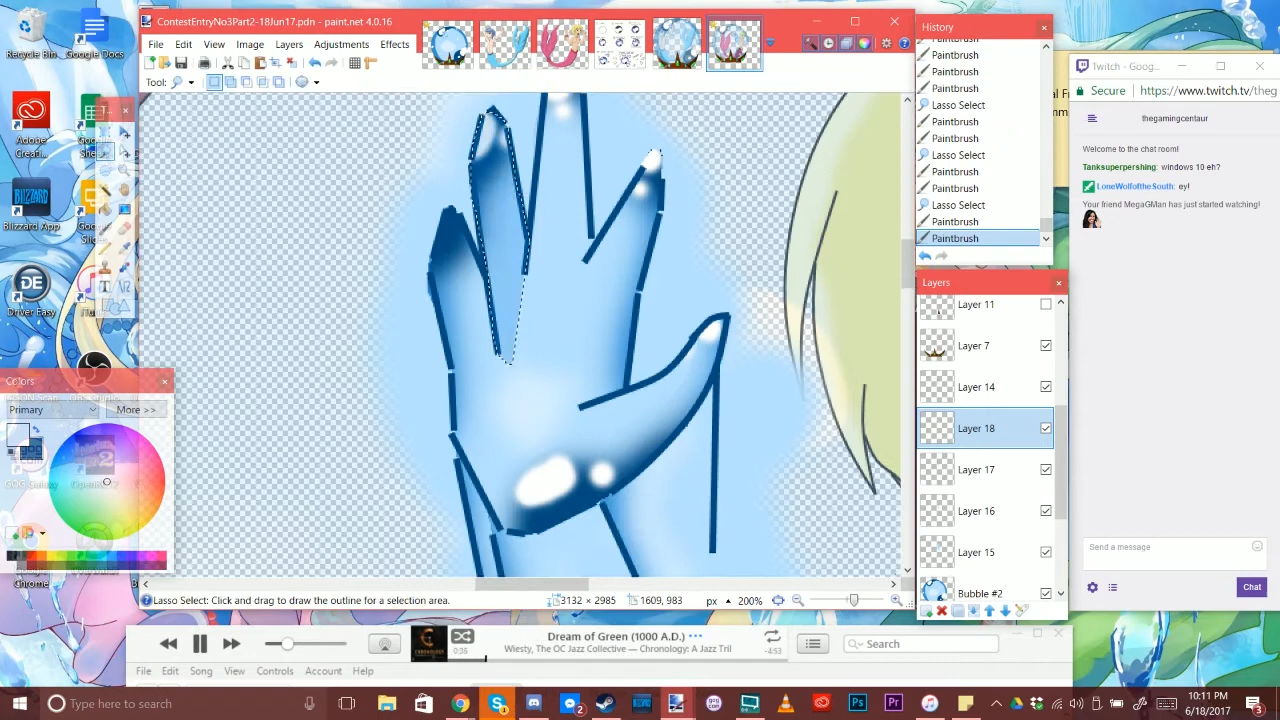 Recycle Bin
Google Docs
Adobe
Creati...
Blizzard App
Driver Easy
ContestEntryNo3Part2-18Jun17.pdn - paint.net 4.0.16
File Edit View Image Layers Adjustments Effects
Tool:
T...
Colors
Primary
More >>
History
Paintbrush
Paintbrush
Paintbrush
Lasso Select
Paintbrush
Paintbrush
Lasso Select
Paintbrush
Paintbrush
Lasso Select
Paintbrush
Paintbrush
Layers
Layer 11
Layer 7
Layer 14
Layer 18
Layer 17
Layer 16
Layer 15
Bubble #2
Twitch - Goog...
Secure https://www.twitch.tv/theg
thegamingcentaur
Welcome to the chat room!
Tanksuperpershing: windows 10 eh?
LoneWolfoftheSouth: ey!
Your friend MegaGMan has just started watching!
Send a message
Chat
Lasso Select: Click and drag to draw the outline for a selection area.
3132 × 2985
1609, 983
px
200%
Chrome
0:35
Dream of Green (1000 A.D.)
Wiesty, The OC Jazz Collective — Chronology: A Jazz Tril
-4:53
Search
File Edit Song View Controls Account Help
Type here to search
10:11 PM
6/18/2017